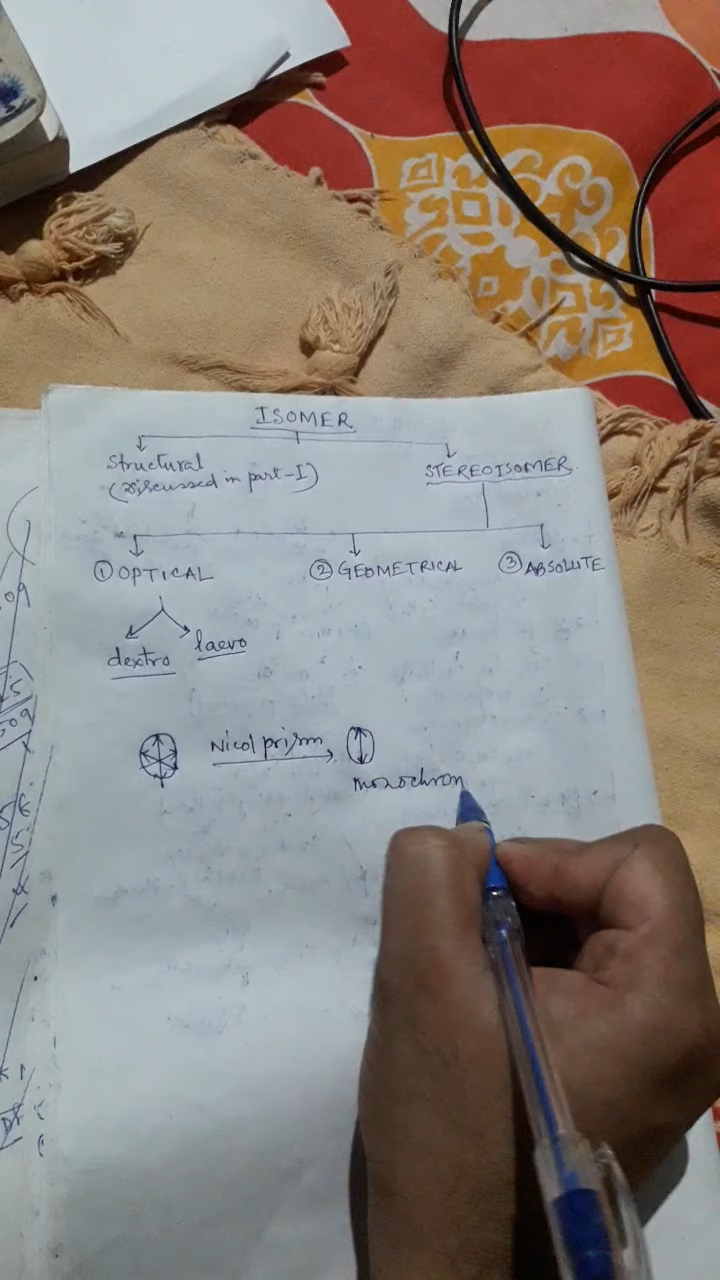 ISOMER
Structural
(Discussed in part-I)
STEREOISOMER
① OPTICAL
② GEOMETRICAL
③ ABSOLUTE
dextro
laevo
Nicol prism
monochrom